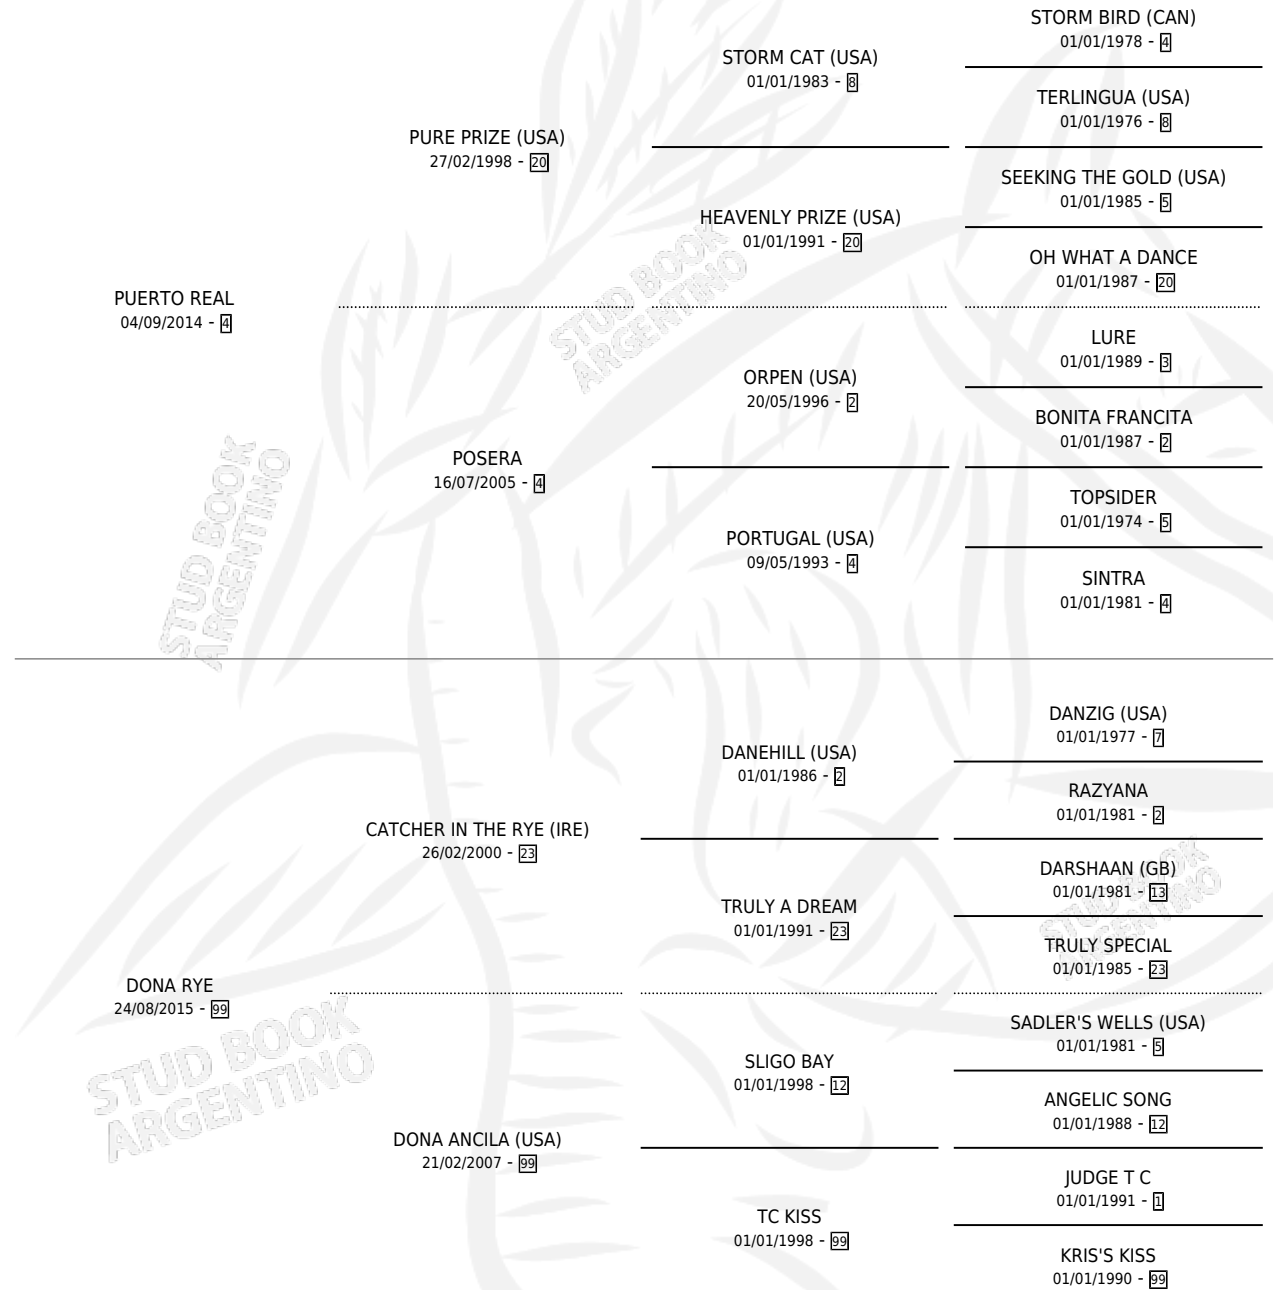 STORM BIRD (CAN)
01/01/1978 - 4
STORM CAT (USA)
01/01/1983 - 8
TERLINGUA (USA)
01/01/1976 - 8
PURE PRIZE (USA)
27/02/1998 - 20
SEEKING THE GOLD (USA)
01/01/1985 - 5
HEAVENLY PRIZE (USA)
01/01/1991 - 20
OH WHAT A DANCE
01/01/1987 - 20
PUERTO REAL
04/09/2014 - 4
STUD BOOK
ARGENTINO
LURE
01/01/1989 - 3
ORPEN (USA)
20/05/1996 - 2
BONITA FRANCITA
01/01/1987 - 2
POSERA
16/07/2005 - 4
TOPSIDER
01/01/1974 - 5
PORTUGAL (USA)
09/05/1993 - 4
SINTRA
01/01/1981 - 4
STUD BOOK
ARGENTINO
DANZIG (USA)
01/01/1977 - 7
DANEHILL (USA)
01/01/1986 - 2
RAZYANA
01/01/1981 - 2
CATCHER IN THE RYE (IRE)
26/02/2000 - 23
DARSHAAN (GB)
01/01/1981 - 13
TRULY A DREAM
01/01/1991 - 23
STUD BOOK
ARGENTINO
TRULY SPECIAL
01/01/1985 - 23
DONA RYE
24/08/2015 - 99
SADLER'S WELLS (USA)
01/01/1981 - 5
SLIGO BAY
01/01/1998 - 12
ANGELIC SONG
01/01/1988 - 12
STUD BOOK
ARGENTINO
DONA ANCILA (USA)
21/02/2007 - 99
JUDGE T C
01/01/1991 - 1
TC KISS
01/01/1998 - 99
KRIS'S KISS
01/01/1990 - 99